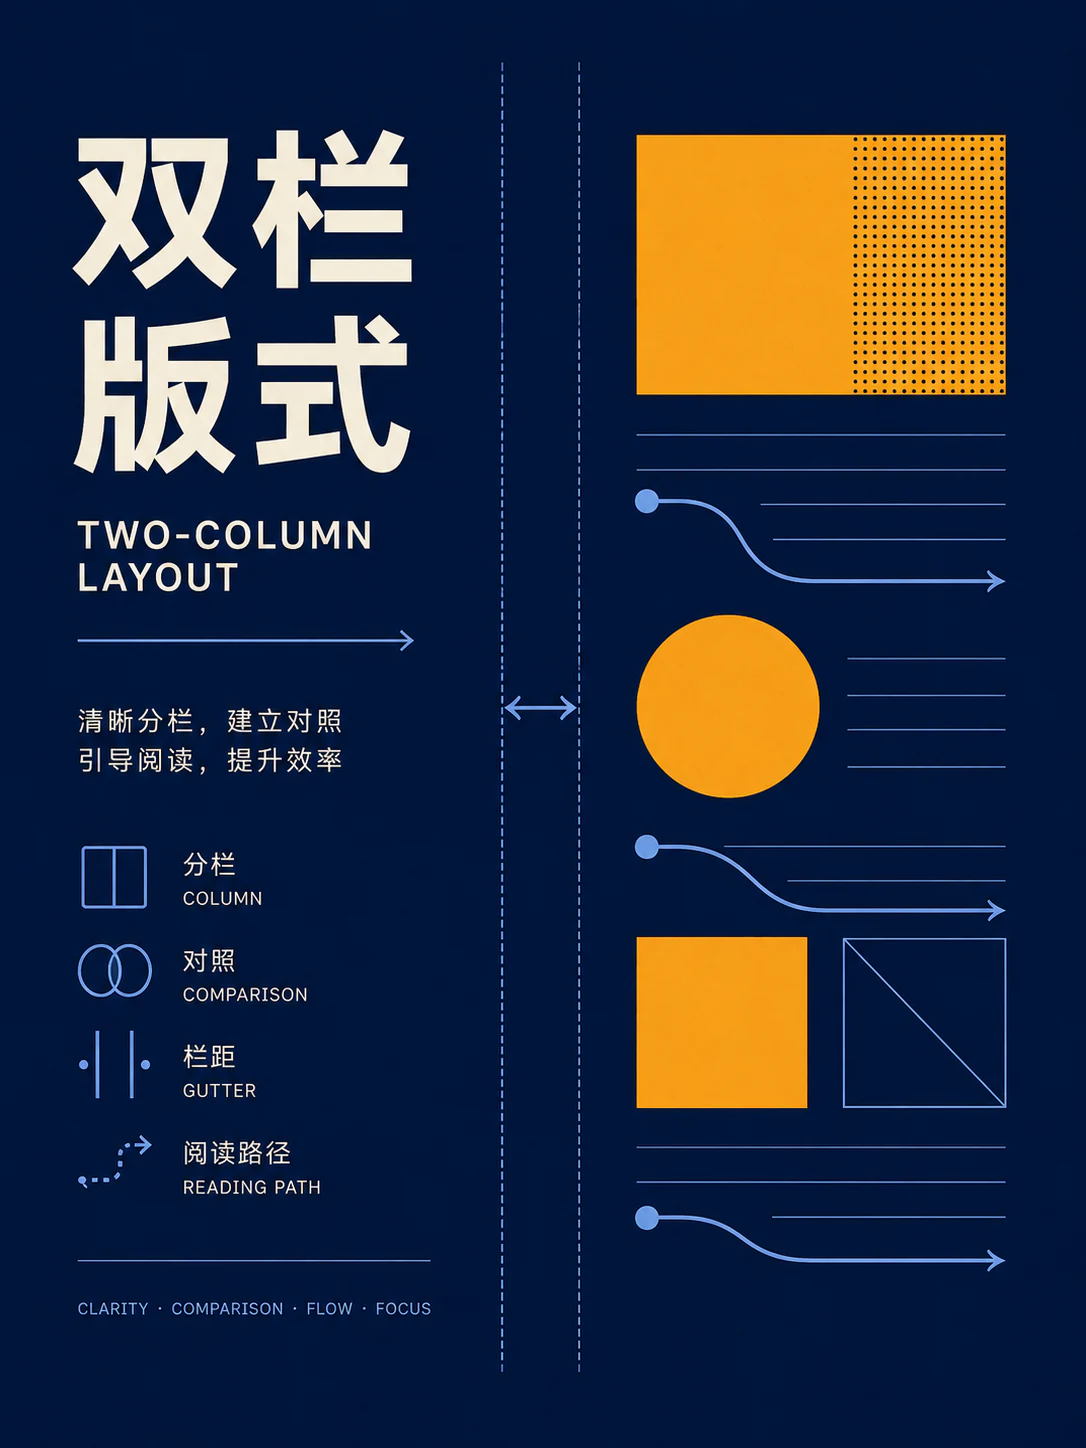 双栏
版式
TWO-COLUMN
LAYOUT
清晰分栏，建立对照
引导阅读，提升效率
分栏
COLUMN
对照
COMPARISON
栏距
GUTTER
阅读路径
READING PATH
CLARITY · COMPARISON · FLOW · FOCUS